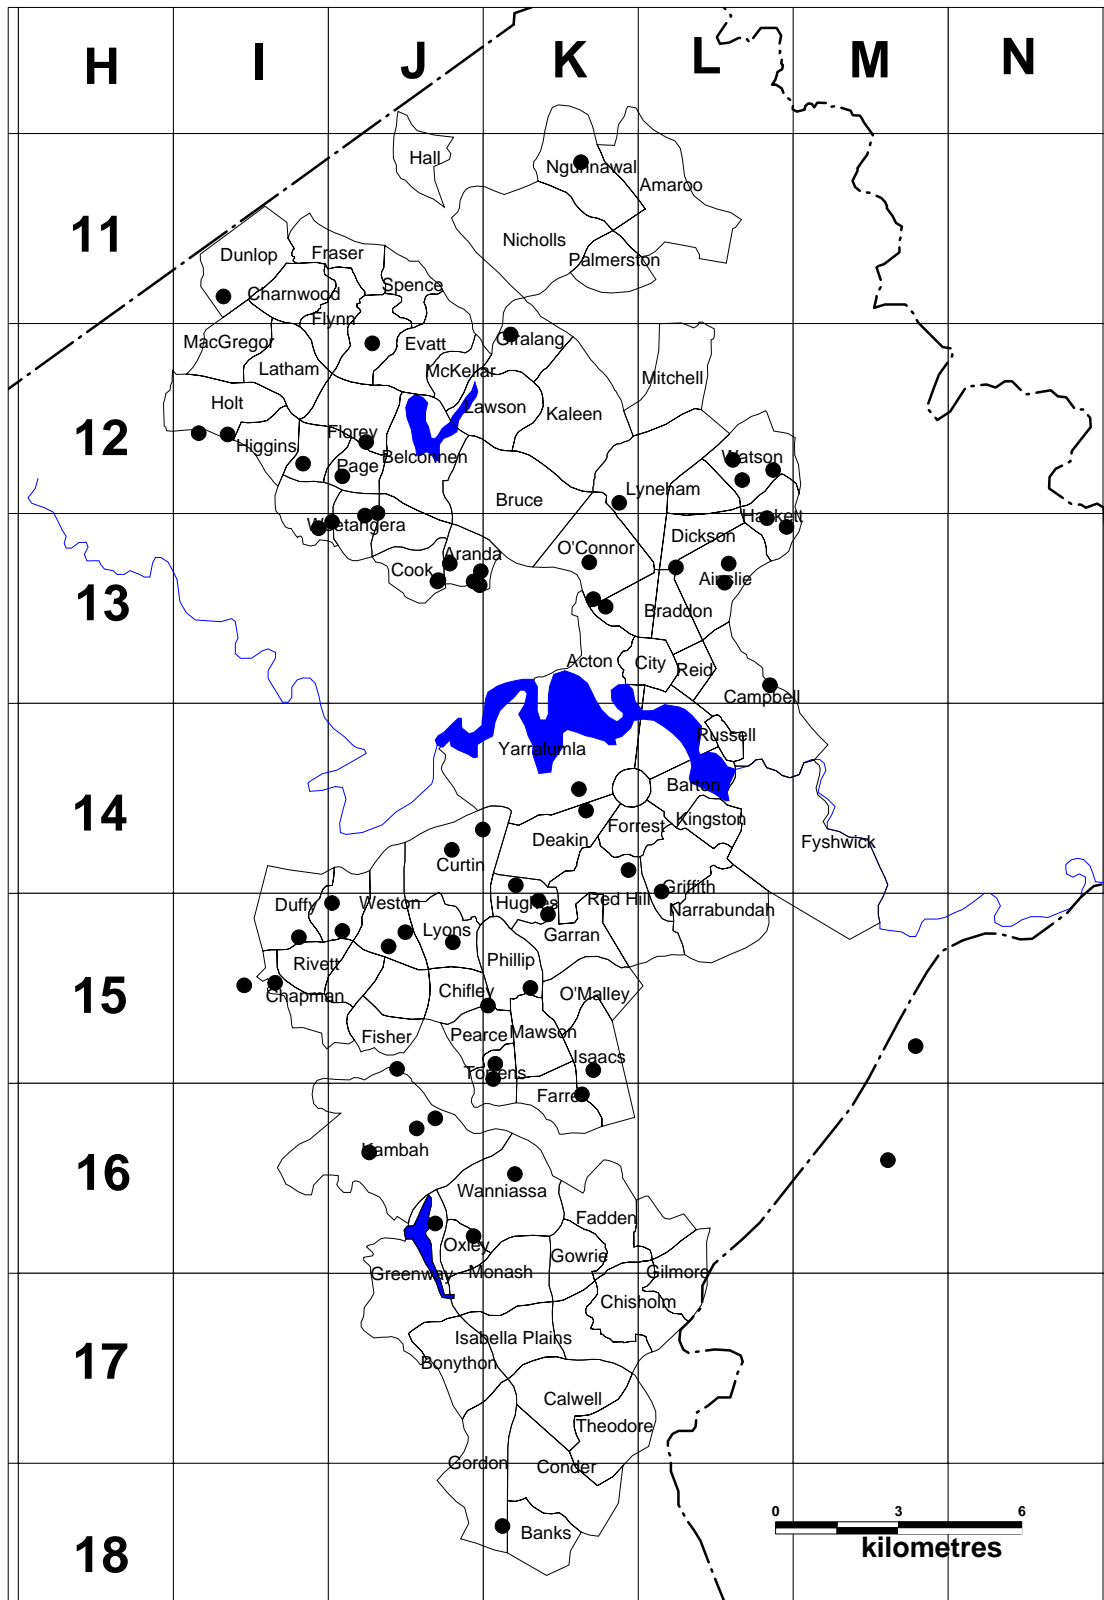 H I J K L M N
Hall
Ngunnawal
Amaroo
11
Nicholls
Dunlop
Fraser
Palmerston
Spence
Charnwood
Flynn
MacGregor
Evatt
Giralang
Latham
McKellar
Mitchell
Holt
Lawson
Kaleen
12
Florey
Higgins
Belconnen
Watson
Page
Lyneham
Bruce
Weetangera
Hackett
Dickson
O'Connor
Aranda
Cook
Ainslie
13
Braddon
Acton
City
Reid
Campbell
Russell
Yarralumla
Barton
14
Kingston
Forrest
Deakin
Fyshwick
Curtin
Griffith
Hughes
Red Hill
Duffy
Weston
Narrabundah
Lyons
Garran
Phillip
Rivett
15
Chifley
O'Malley
Chapman
Fisher
Pearce
Mawson
Isaacs
Torrens
Farrer
Kambah
16
Wanniassa
Fadden
Oxley
Gowrie
Greenway
Monash
Gilmore
Chisholm
17
Isabella Plains
Bonython
Calwell
Theodore
Gordon
Conder
0 3 6
Banks
kilometres
18